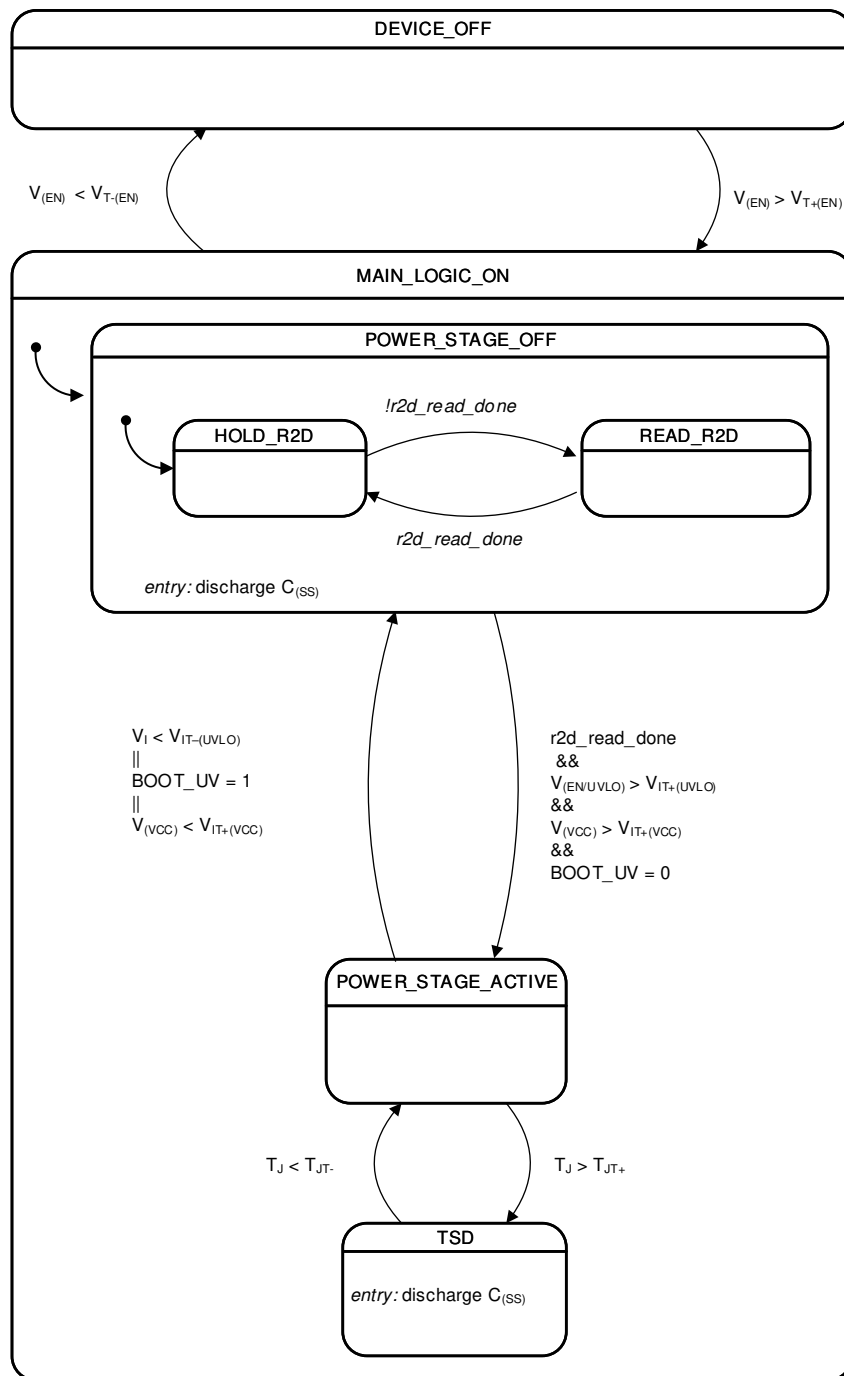 DEVICE_OFF
V(EN) < VT-(EN)
V(EN) > VT+(EN)
MAIN_LOGIC_ON
POWER_STAGE_OFF
!r2d_read_done
HOLD_R2D
READ_R2D
r2d_read_done
entry: discharge C(SS)
VI < VIT–(UVLO)
||
BOOT_UV = 1
||
V(VCC) < VIT+(VCC)
r2d_read_done
&&
V(EN/UVLO) > VIT+(UVLO)
&&
V(VCC) > VIT+(VCC)
&&
BOOT_UV = 0
POWER_STAGE_ACTIVE
TJ < TJT-
TJ > TJT+
TSD
entry: discharge C(SS)